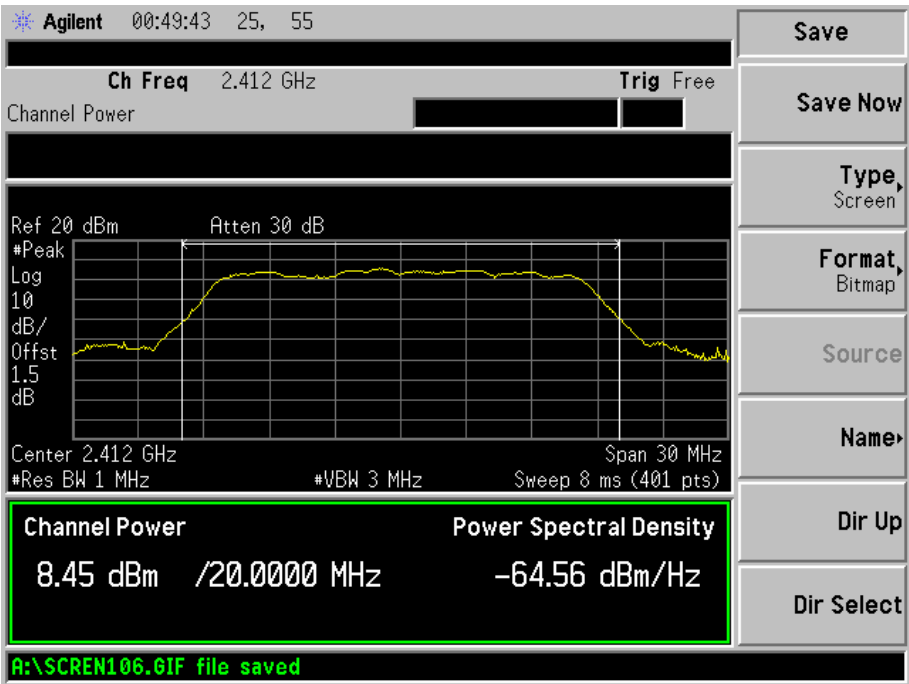 Agilent 00:49:43 25, 55
Save
Ch Freq 2.412 GHz Trig Free
Channel Power
Save Now
Type
Screen
Ref 20 dBm Atten 30 dB
#Peak
Log
10
dB/
Offst
1.5
dB
Format
Bitmap
Source
Center 2.412 GHz Span 30 MHz
#Res BW 1 MHz #VBW 3 MHz Sweep 8 ms (401 pts)
Name
Channel Power Power Spectral Density
8.45 dBm /20.0000 MHz -64.56 dBm/Hz
Dir Up
Dir Select
A:\SCREN106.GIF file saved